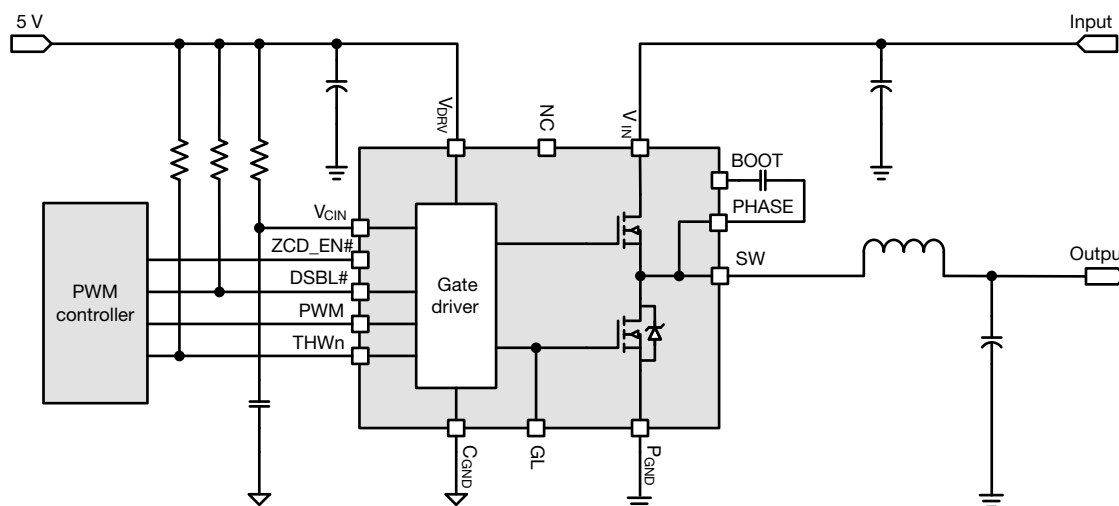 5 V
Input
VDRV
NC
VIN
BOOT
PHASE
VCIN
ZCD_EN#
DSBL#
PWM
THWn
PWM
controller
Gate
driver
SW
Output
CGND
GL
PGND